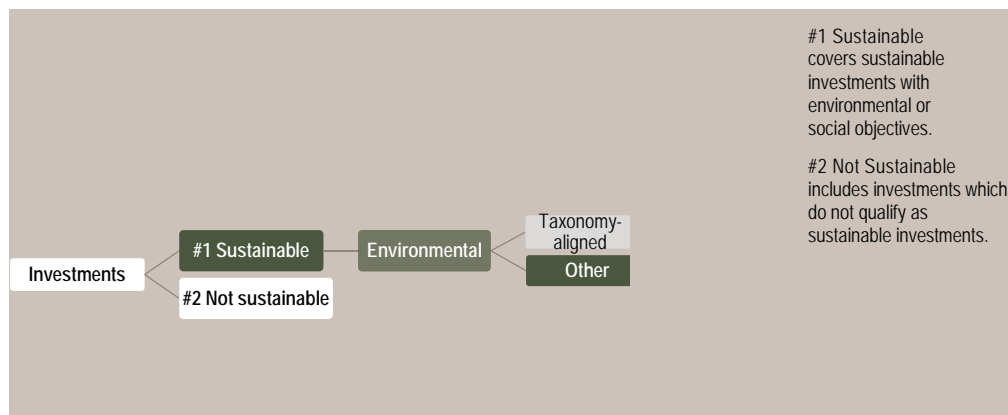 #1 Sustainable
covers sustainable
investments with
environmental or
social objectives.
#2 Not Sustainable
includes investments which
do not qualify as
sustainable investments.
Taxonomy-
aligned
#1 Sustainable
Environmental
Other
Investments
#2 Not sustainable